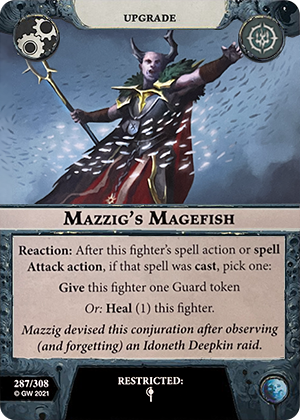 UPGRADE
MAZZIG'S MAGEFISH
Reaction: After this fighter's spell action or spell
Attack action, if that spell was cast, pick one:
Give this fighter one Guard token
Or: Heal (1) this fighter.
Mazzig devised this conjuration after observing
(and forgetting) an Idoneth Deepkin raid.
287/308
© GW 2021
RESTRICTED: